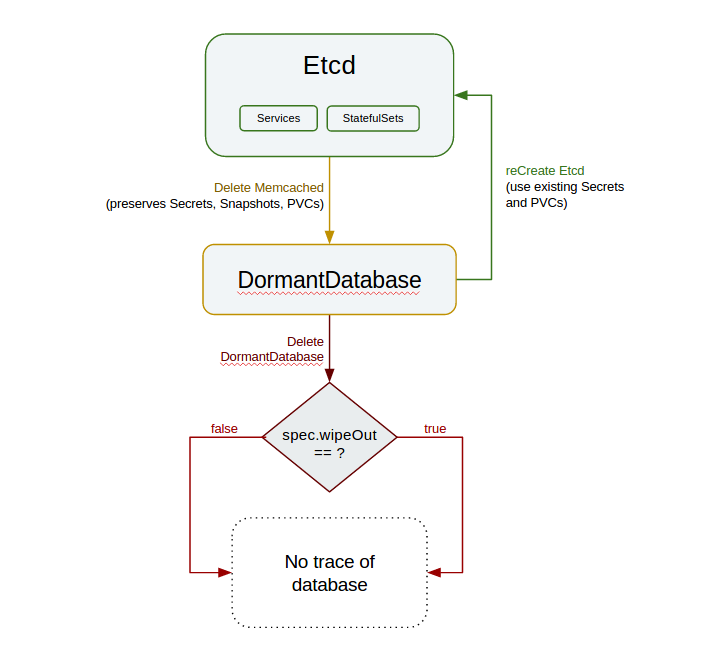 Etcd
Services
StatefulSets
Delete Memcached
(preserves Secrets, Snapshots, PVCs)
reCreate Etcd
(use existing Secrets
and PVCs)
DormantDatabase
Delete
DormantDatabase
false
spec.wipeOut
== ?
true
No trace of
database